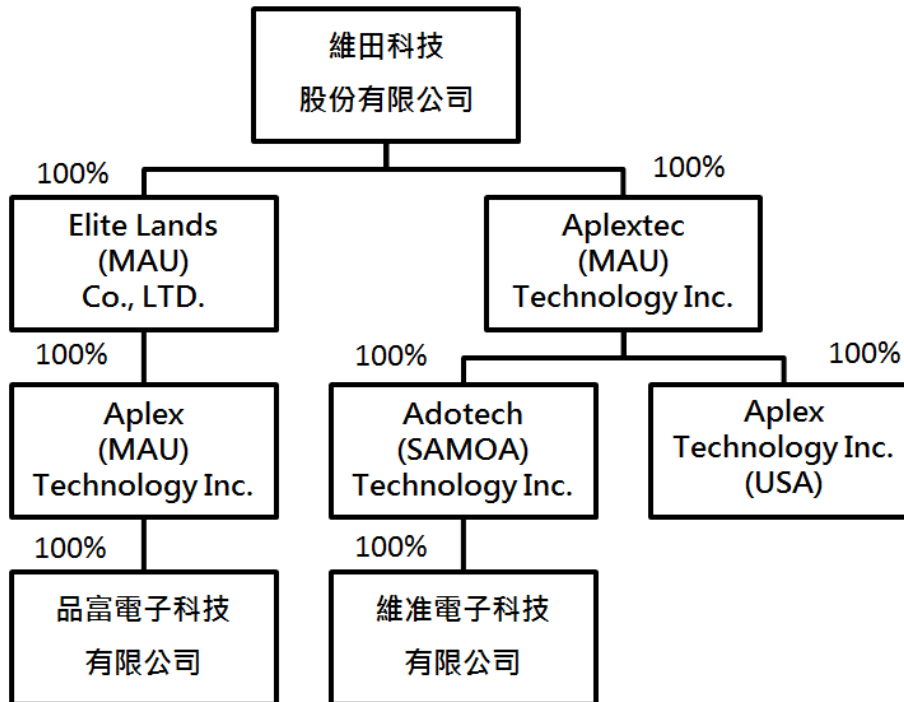 維田科技
股份有限公司
100%
100%
Elite Lands
(MAU)
Co., LTD.
Aplextec
(MAU)
Technology Inc.
100%
100%
100%
Aplex
(MAU)
Technology Inc.
Adotech
(SAMOA)
Technology Inc.
Aplex
Technology Inc.
(USA)
100%
100%
品富電子科技
有限公司
維准電子科技
有限公司